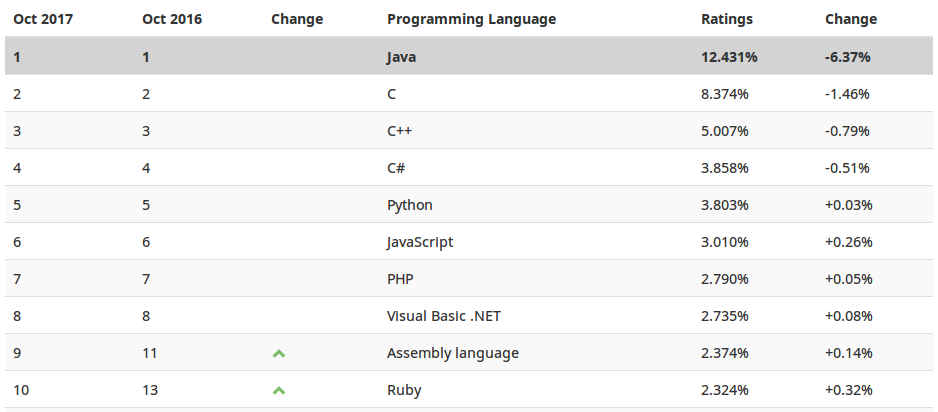 Oct 2017 Oct 2016 Change Programming Language Ratings Change
1 1 Java 12.431% -6.37%
2 2 C 8.374% -1.46%
3 3 C++ 5.007% -0.79%
4 4 C# 3.858% -0.51%
5 5 Python 3.803% +0.03%
6 6 JavaScript 3.010% +0.26%
7 7 PHP 2.790% +0.05%
8 8 Visual Basic .NET 2.735% +0.08%
9 11 Assembly language 2.374% +0.14%
10 13 Ruby 2.324% +0.32%